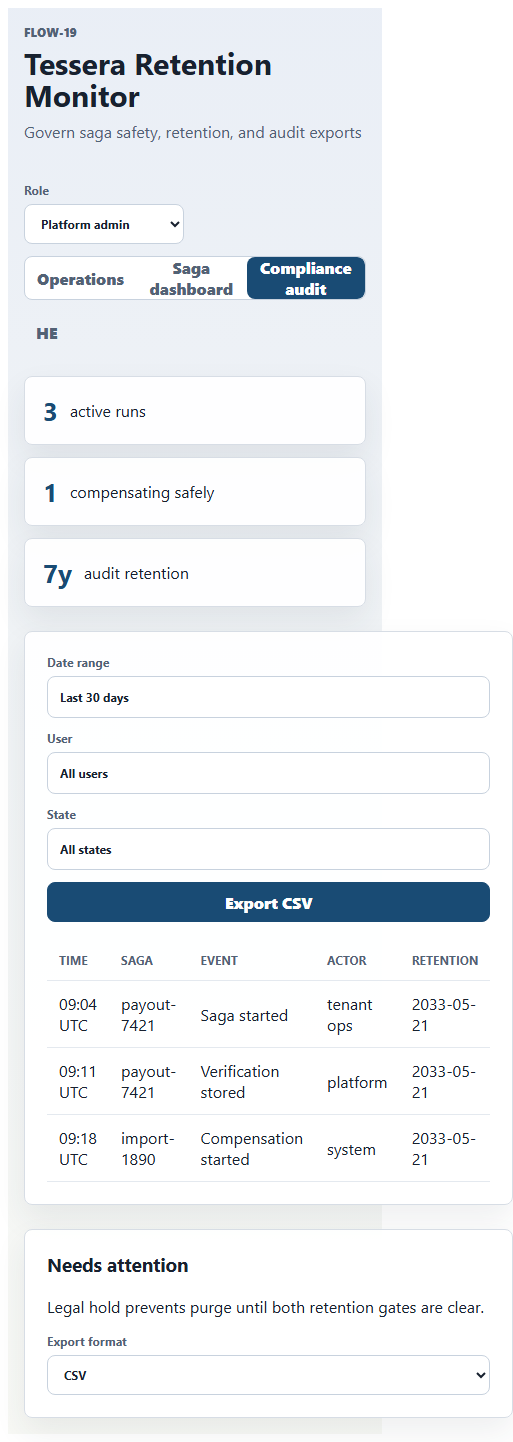 FLOW-19
Tessera Retention
Monitor
Govern saga safety, retention, and audit exports
Role
Platform admin
Operations
Saga
dashboard
Compliance
audit
HE
3 active runs
1 compensating safely
7y audit retention
Date range
Last 30 days
User
All users
State
All states
Export CSV
TIME SAGA EVENT ACTOR RETENTION
09:04 UTC payout-7421 Saga started tenant ops 2033-05-21
09:11 UTC payout-7421 Verification stored platform 2033-05-21
09:18 UTC import-1890 Compensation started system 2033-05-21
Needs attention
Legal hold prevents purge until both retention gates are clear.
Export format
CSV